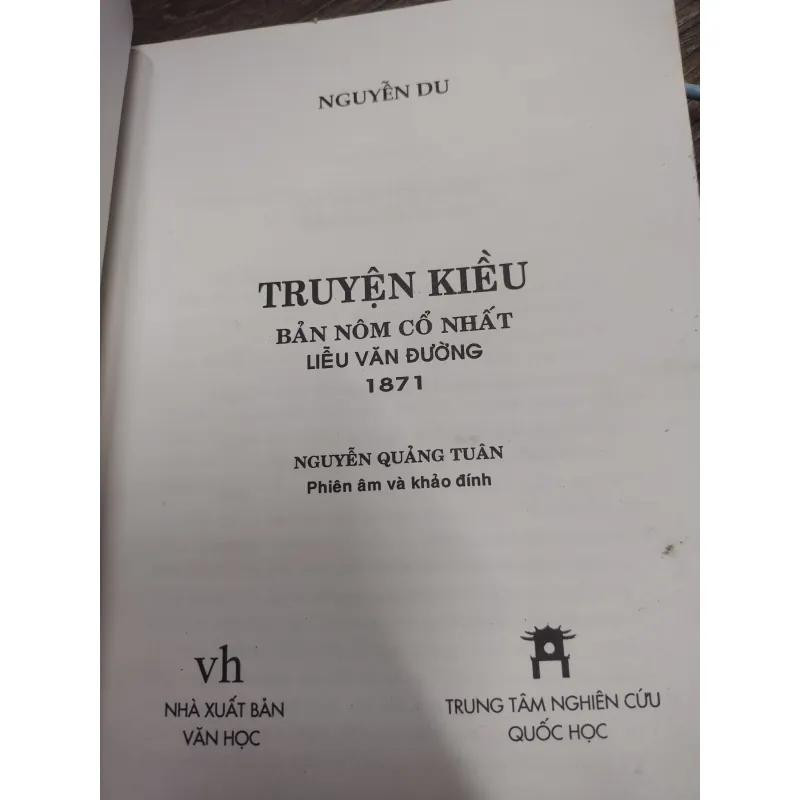 NGUYỄN DU
TRUYỆN KIỀU
BẢN NÔM CỔ NHẤT
LIỄU VĂN ĐƯỜNG
1871
NGUYỄN QUẢNG TUÂN
Phiên âm và khảo đính
vh
NHÀ XUẤT BẢN
VĂN HỌC
TRUNG TÂM NGHIÊN CỨU
QUỐC HỌC